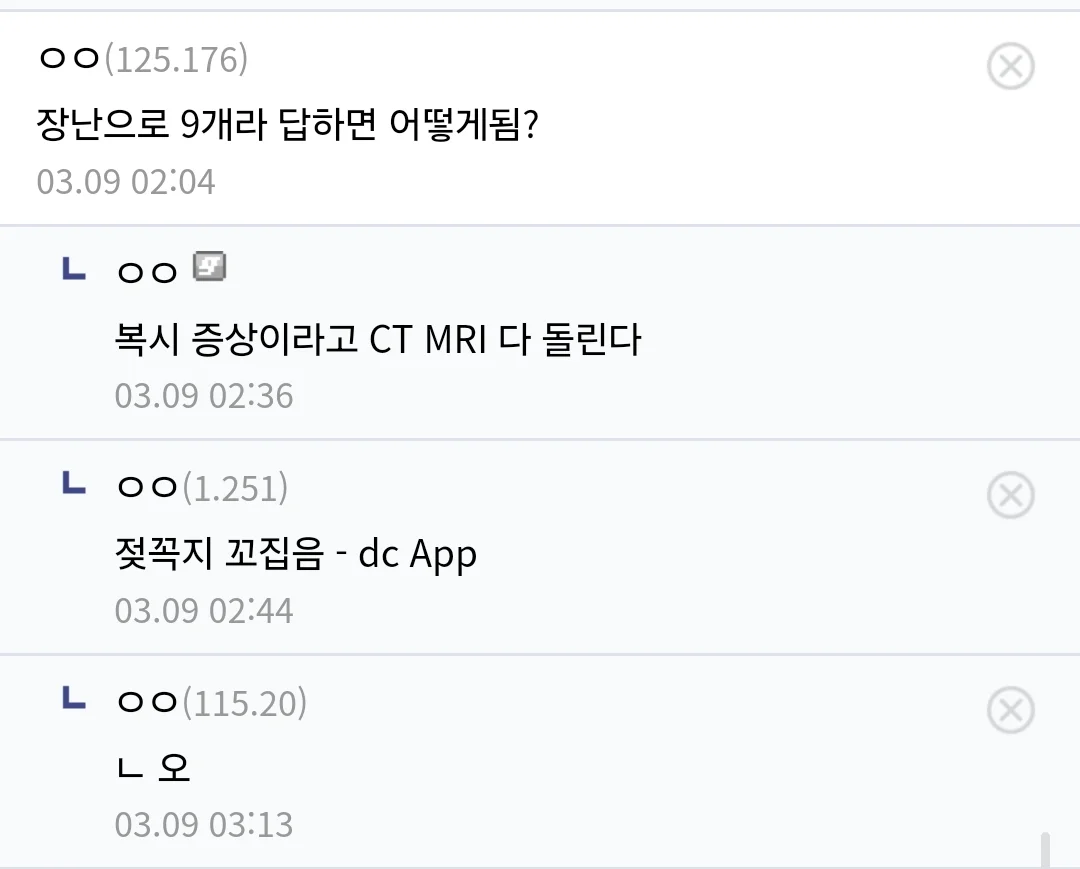 ㅇㅇ(125.176)
장난으로 9개라 답하면 어떻게됨?
03.09 02:04
ㄴ ㅇㅇ
복시 증상이라고 CT MRI 다 돌린다
03.09 02:36
ㄴ ㅇㅇ(1.251)
젖꼭지 꼬집음 - dc App
03.09 02:44
ㄴ ㅇㅇ(115.20)
ㄴ 오
03.09 03:13